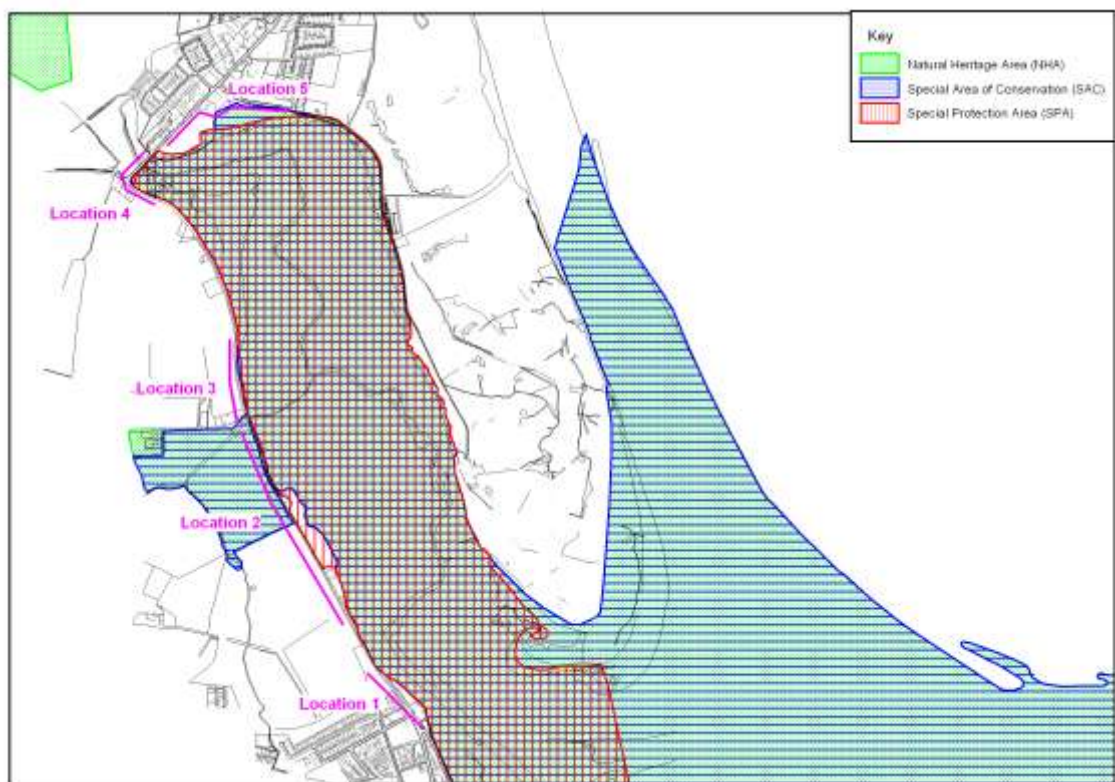 Key
Natural Heritage Area (NHA)
Special Area of Conservation (SAC)
Special Protection Area (SPA)
Location 5
Location 4
Location 3
Location 2
Location 1